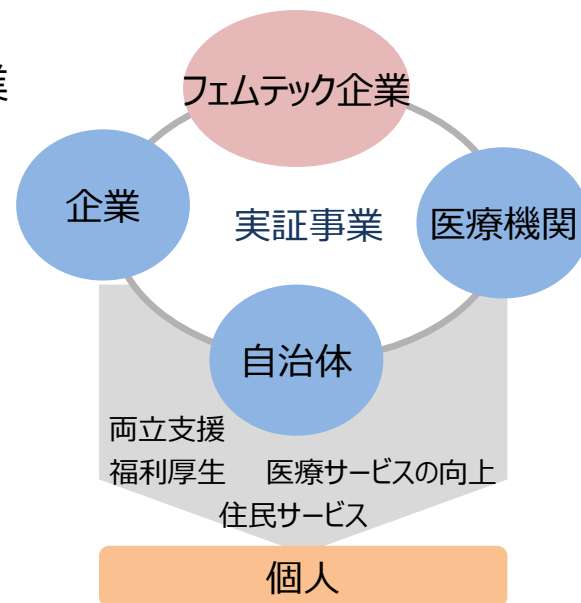 業
フェムテック企業
企業
実証事業
医療機関
自治体
両立支援
福利厚生 医療サービスの向上
住民サービス
個人